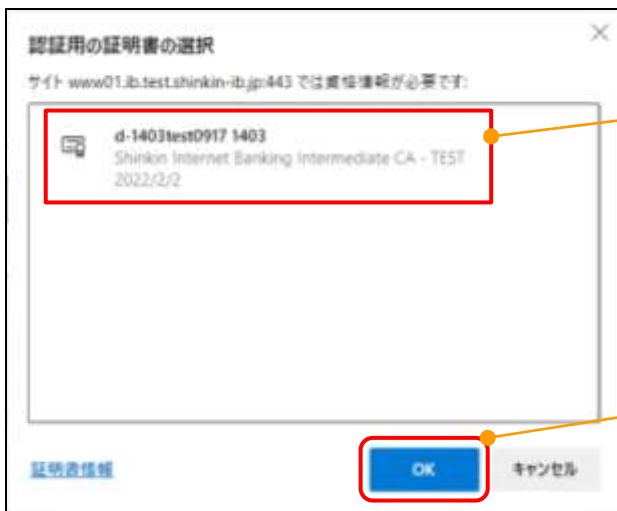 認証用の証明書の選択
サイト www01.ib.test.shinkin-ib.jp:443 では資格情報が必要です:
d-1403test0917 1403
Shinkin Internet Banking Intermediate CA - TEST
2022/2/2
証明書情報
OK
キャンセル